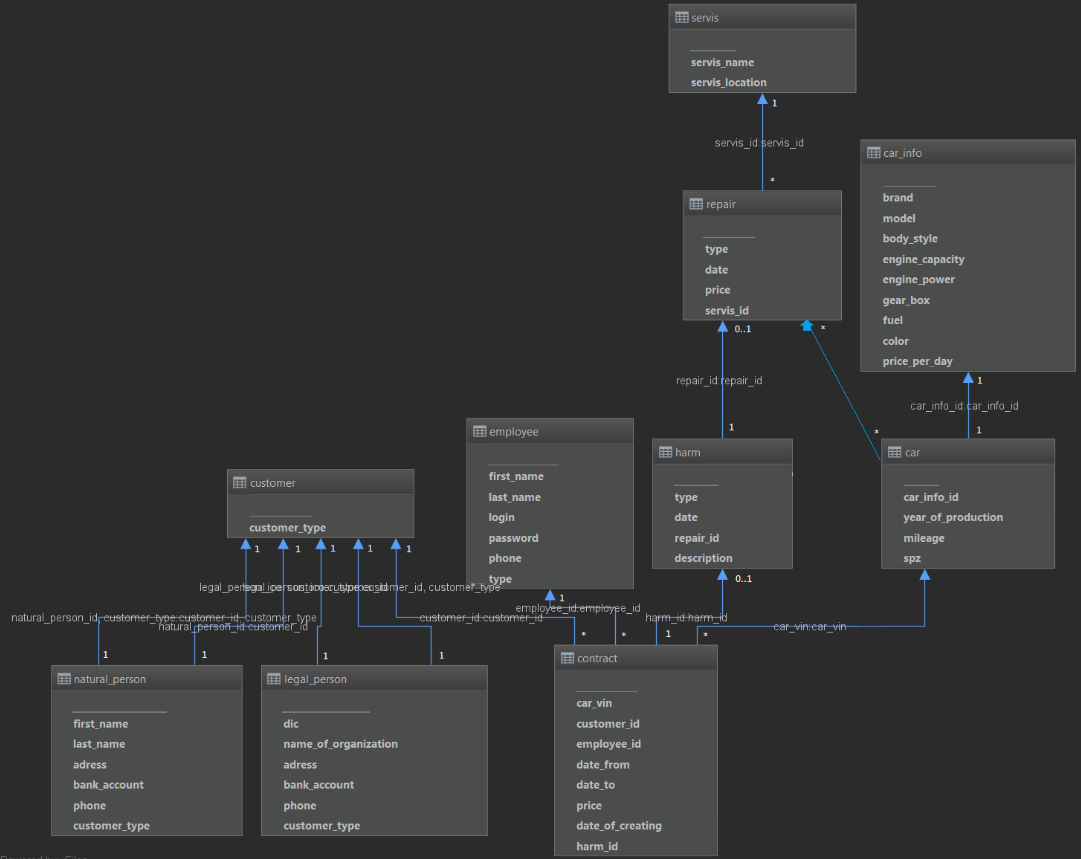 servis
servis_name
servis_location
1
servis_id:servis_id
*
car_info
brand
model
body_style
engine_capacity
engine_power
gear_box
fuel
color
price_per_day
repair
type
date
price
servis_id
0..1
*
1
repair_id:repair_id
car_info_id:car_info_id
1
*
1
employee
first_name
last_name
login
password
phone
type
harm
type
date
repair_id
description
car
car_info_id
year_of_production
mileage
spz
customer
customer_type
1
1
1
1
1
0..1
1
customer_id, customer_type
natural_person_id, customer_type:customer_id, customer_type
natural_person_id:customer_id
customer_id:customer_id
employee_id:employee_id
harm_id:harm_id
car_vin:car_vin
1
1
1
1
*
*
1
*
natural_person
first_name
last_name
adress
bank_account
phone
customer_type
legal_person
dic
name_of_organization
adress
bank_account
phone
customer_type
contract
car_vin
customer_id
employee_id
date_from
date_to
price
date_of_creating
harm_id